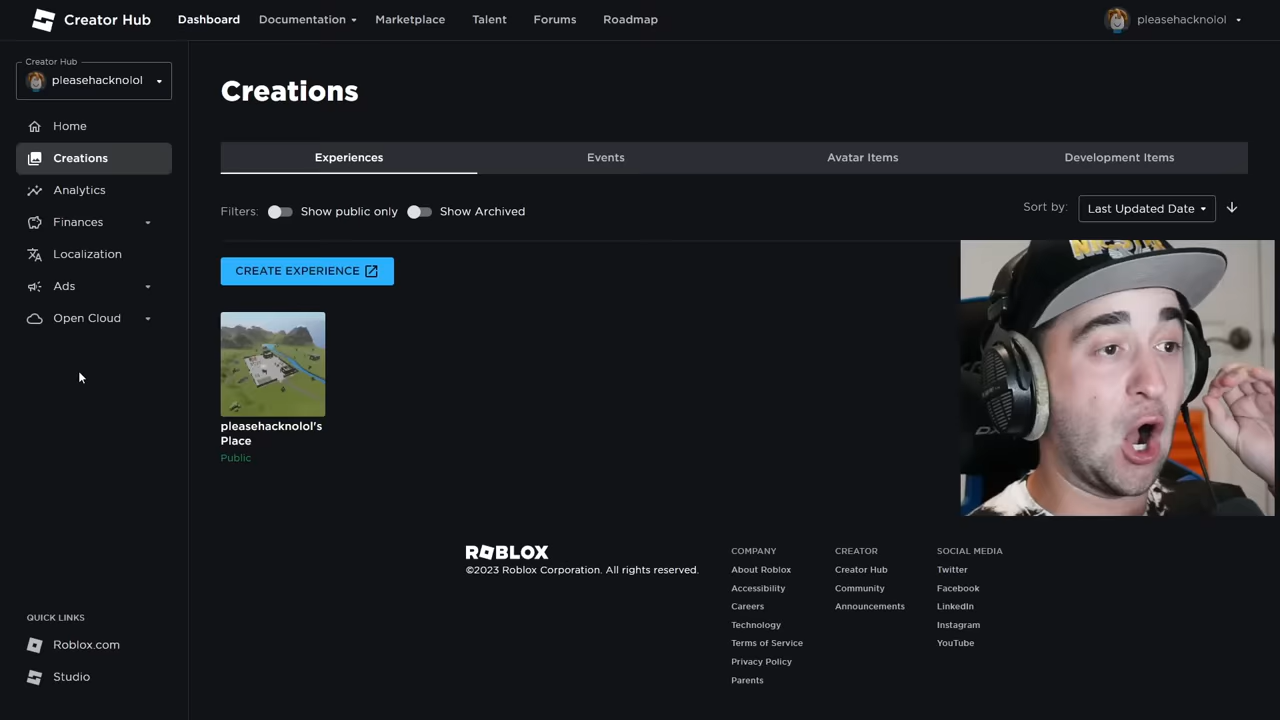 Creator Hub
Dashboard
Documentation
Marketplace
Talent
Forums
Roadmap
pleasehacknolol
Creator Hub
pleasehacknolol
Home
Creations
Analytics
Finances
Localization
Ads
Open Cloud
QUICK LINKS
Roblox.com
Studio
Creations
Experiences
Events
Avatar Items
Development Items
Filters:
Show public only
Show Archived
Sort by:
Last Updated Date
CREATE EXPERIENCE
pleasehacknolol's
Place
Public
ROBLOX
©2023 Roblox Corporation. All rights reserved.
COMPANY
About Roblox
Accessibility
Careers
Technology
Terms of Service
Privacy Policy
Parents
CREATOR
Creator Hub
Community
Announcements
SOCIAL MEDIA
Twitter
Facebook
LinkedIn
Instagram
YouTube